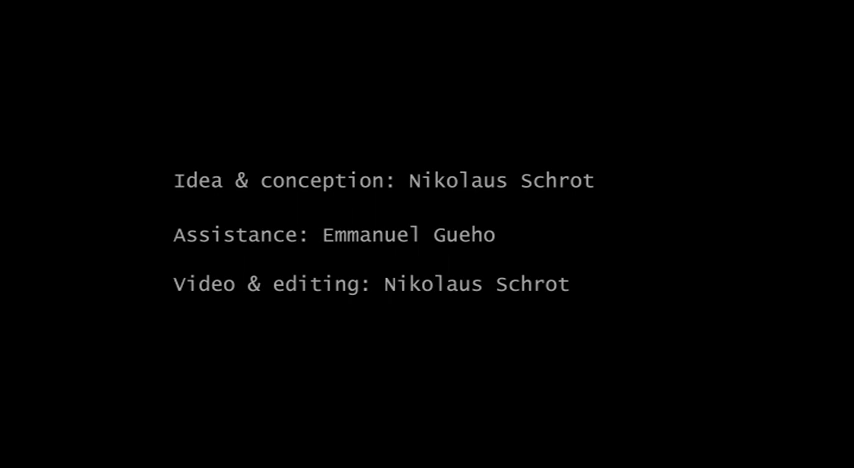 Idea & conception: Nikolaus Schrot
Assistance: Emmanuel Gueho
Video & editing: Nikolaus Schrot